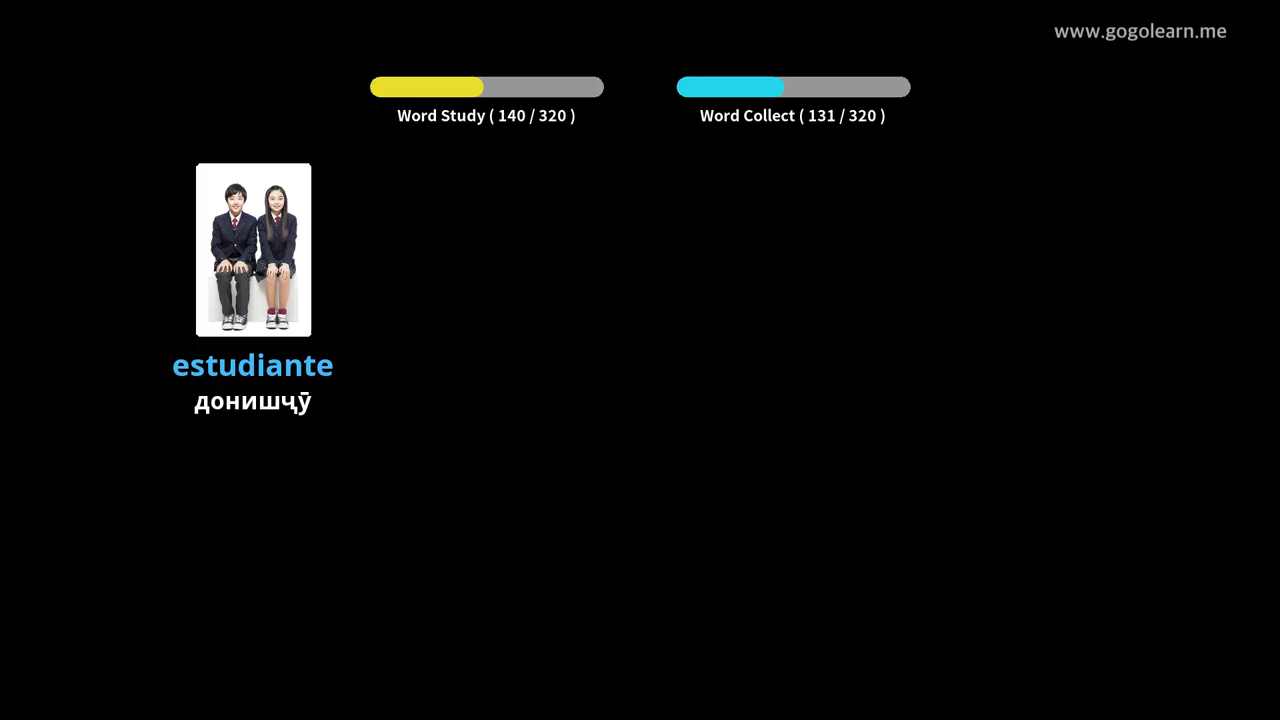 www.gogolearn.me
Word Study ( 140 / 320 )
Word Collect ( 131 / 320 )
estudiante
донишҷӯ